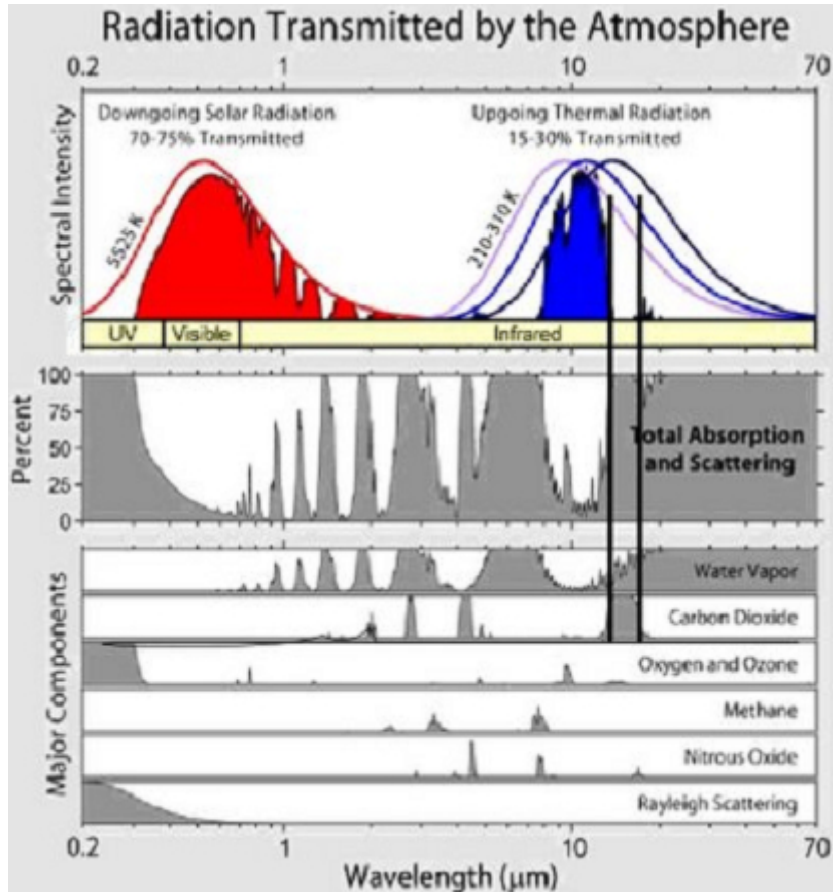 Radiation Transmitted by the Atmosphere
0.2 1 10 70
Downgoing Solar Radiation
70-75% Transmitted
Upgoing Thermal Radiation
15-30% Transmitted
Spectral Intensity
5525 K
210-310 K
UV Visible Infrared
Percent
100
75
50
25
0
Total Absorption
and Scattering
Major Components
Water Vapor
Carbon Dioxide
Oxygen and Ozone
Methane
Nitrous Oxide
Rayleigh Scattering
0.2 1 10 70
Wavelength (μm)